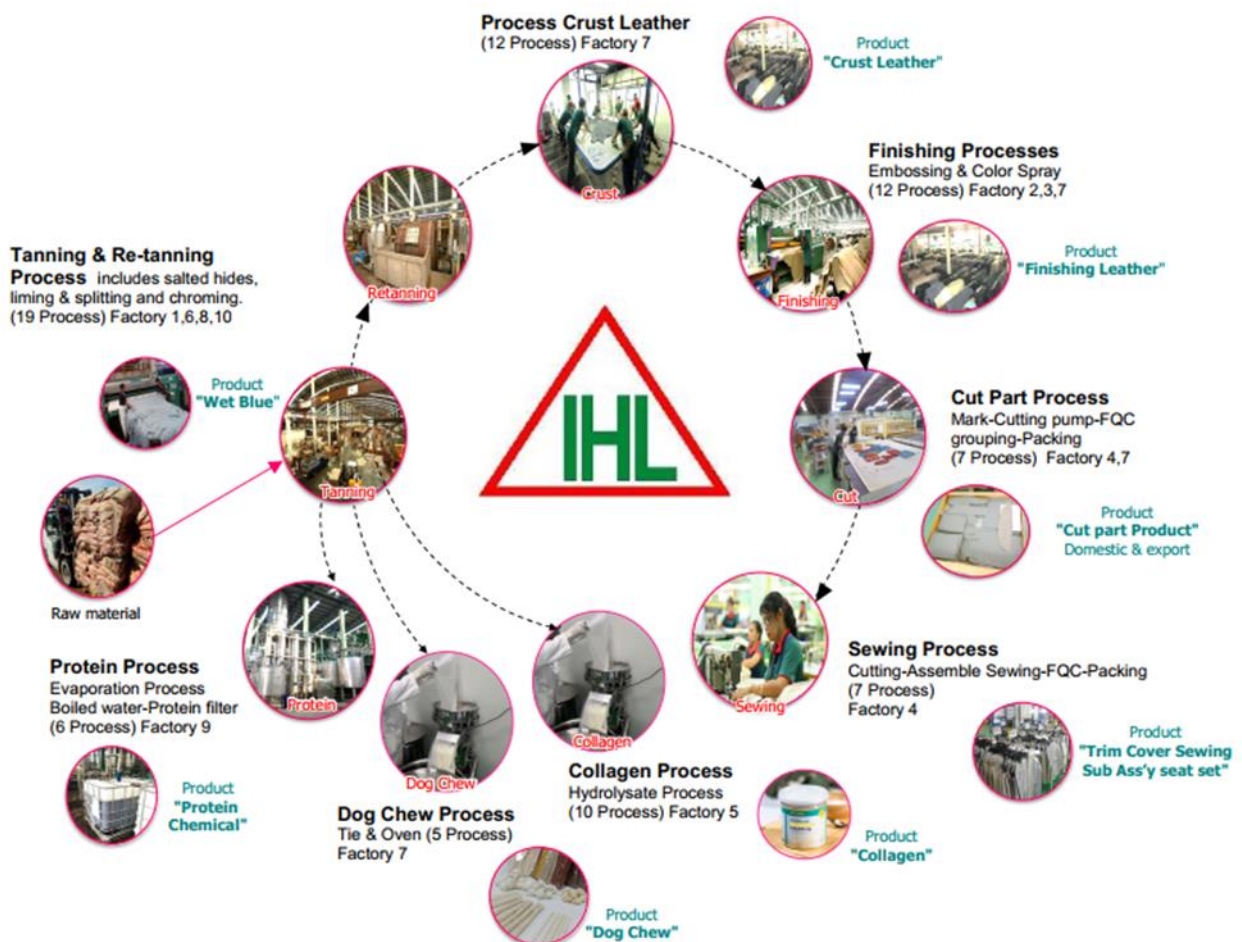 Process Crust Leather
(12 Process) Factory 7
Crust
Product
"Crust Leather"
Finishing Processes
Embossing & Color Spray
(12 Process) Factory 2,3,7
Finishing
Product
"Finishing Leather"
Retanning
Tanning & Re-tanning
Process includes salted hides,
liming & splitting and chroming.
(19 Process) Factory 1,6,8,10
Product
"Wet Blue"
Tanning
IHL
Cut Part Process
Mark-Cutting pump-FQC
grouping-Packing
(7 Process) Factory 4,7
Cut
Product
"Cut part Product"
Domestic & export
Raw material
Protein Process
Evaporation Process
Boiled water-Protein filter
(6 Process) Factory 9
Protein
Product
"Protein
Chemical"
Dog Chew
Dog Chew Process
Tie & Oven (5 Process)
Factory 7
Product
"Dog Chew"
Collagen
Collagen Process
Hydrolysate Process
(10 Process) Factory 5
Product
"Collagen"
Sewing
Sewing Process
Cutting-Assemble Sewing-FQC-Packing
(7 Process)
Factory 4
Product
"Trim Cover Sewing
Sub Ass'y seat set"